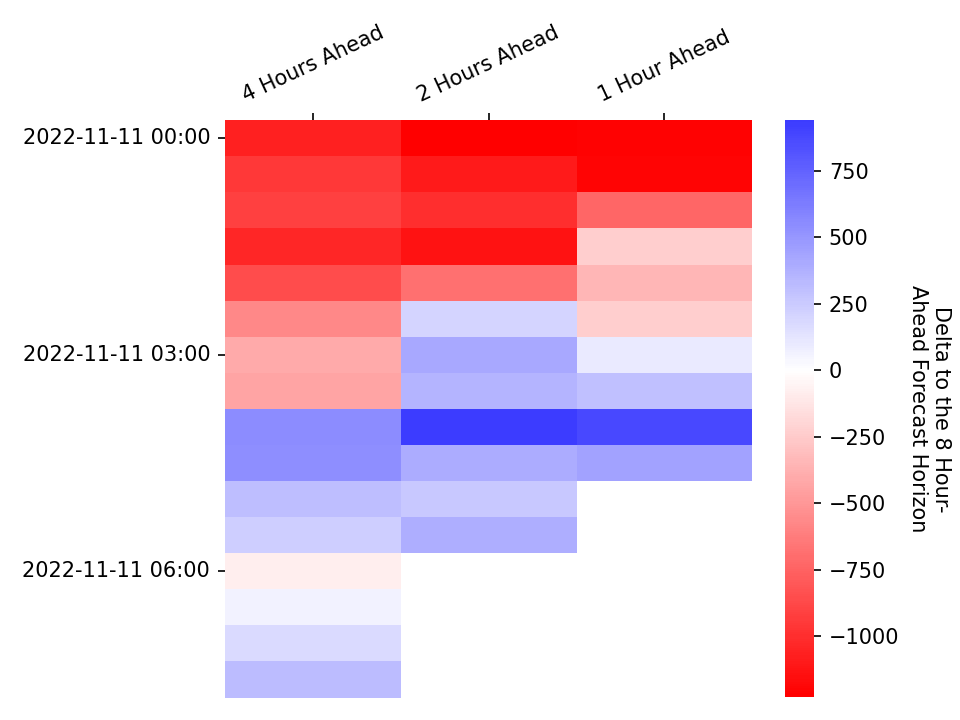 4 Hours Ahead
2 Hours Ahead
1 Hour Ahead
2022-11-11 00:00
2022-11-11 03:00
2022-11-11 06:00
750
500
250
0
−250
−500
−750
−1000
Delta to the 8 Hour-
Ahead Forecast Horizon